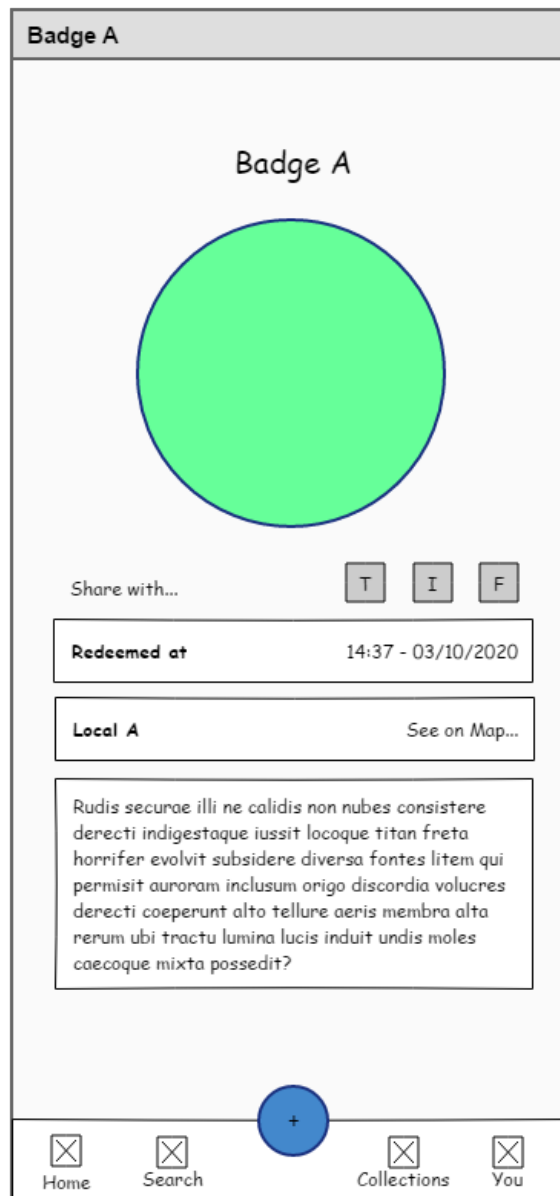 Badge A
Badge A
Share with... T I F
Redeemed at 14:37 - 03/10/2020
Local A See on Map...
Rudis securae illi ne calidis non nubes consistere
derecti indigestaque iussit locoque titan freta
horrifer evolvit subsidere diversa fontes litem qui
permisit auroram inclusum origo discordia volucres
derecti coeperunt alto tellure aeris membra alta
rerum ubi tractu lumina lucis induit undis moles
caecoque mixta possedit?
+
Home Search Collections You